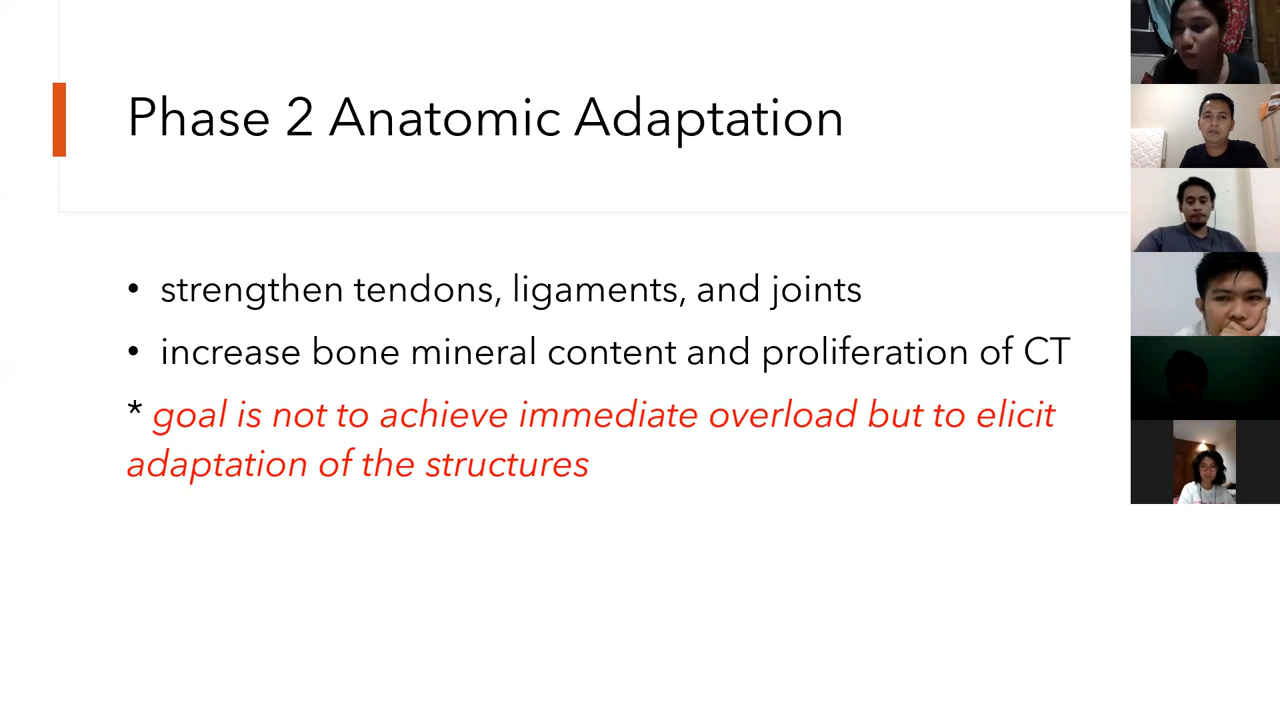 Phase 2 Anatomic Adaptation
• strengthen tendons, ligaments, and joints
• increase bone mineral content and proliferation of CT
* goal is not to achieve immediate overload but to elicit
adaptation of the structures